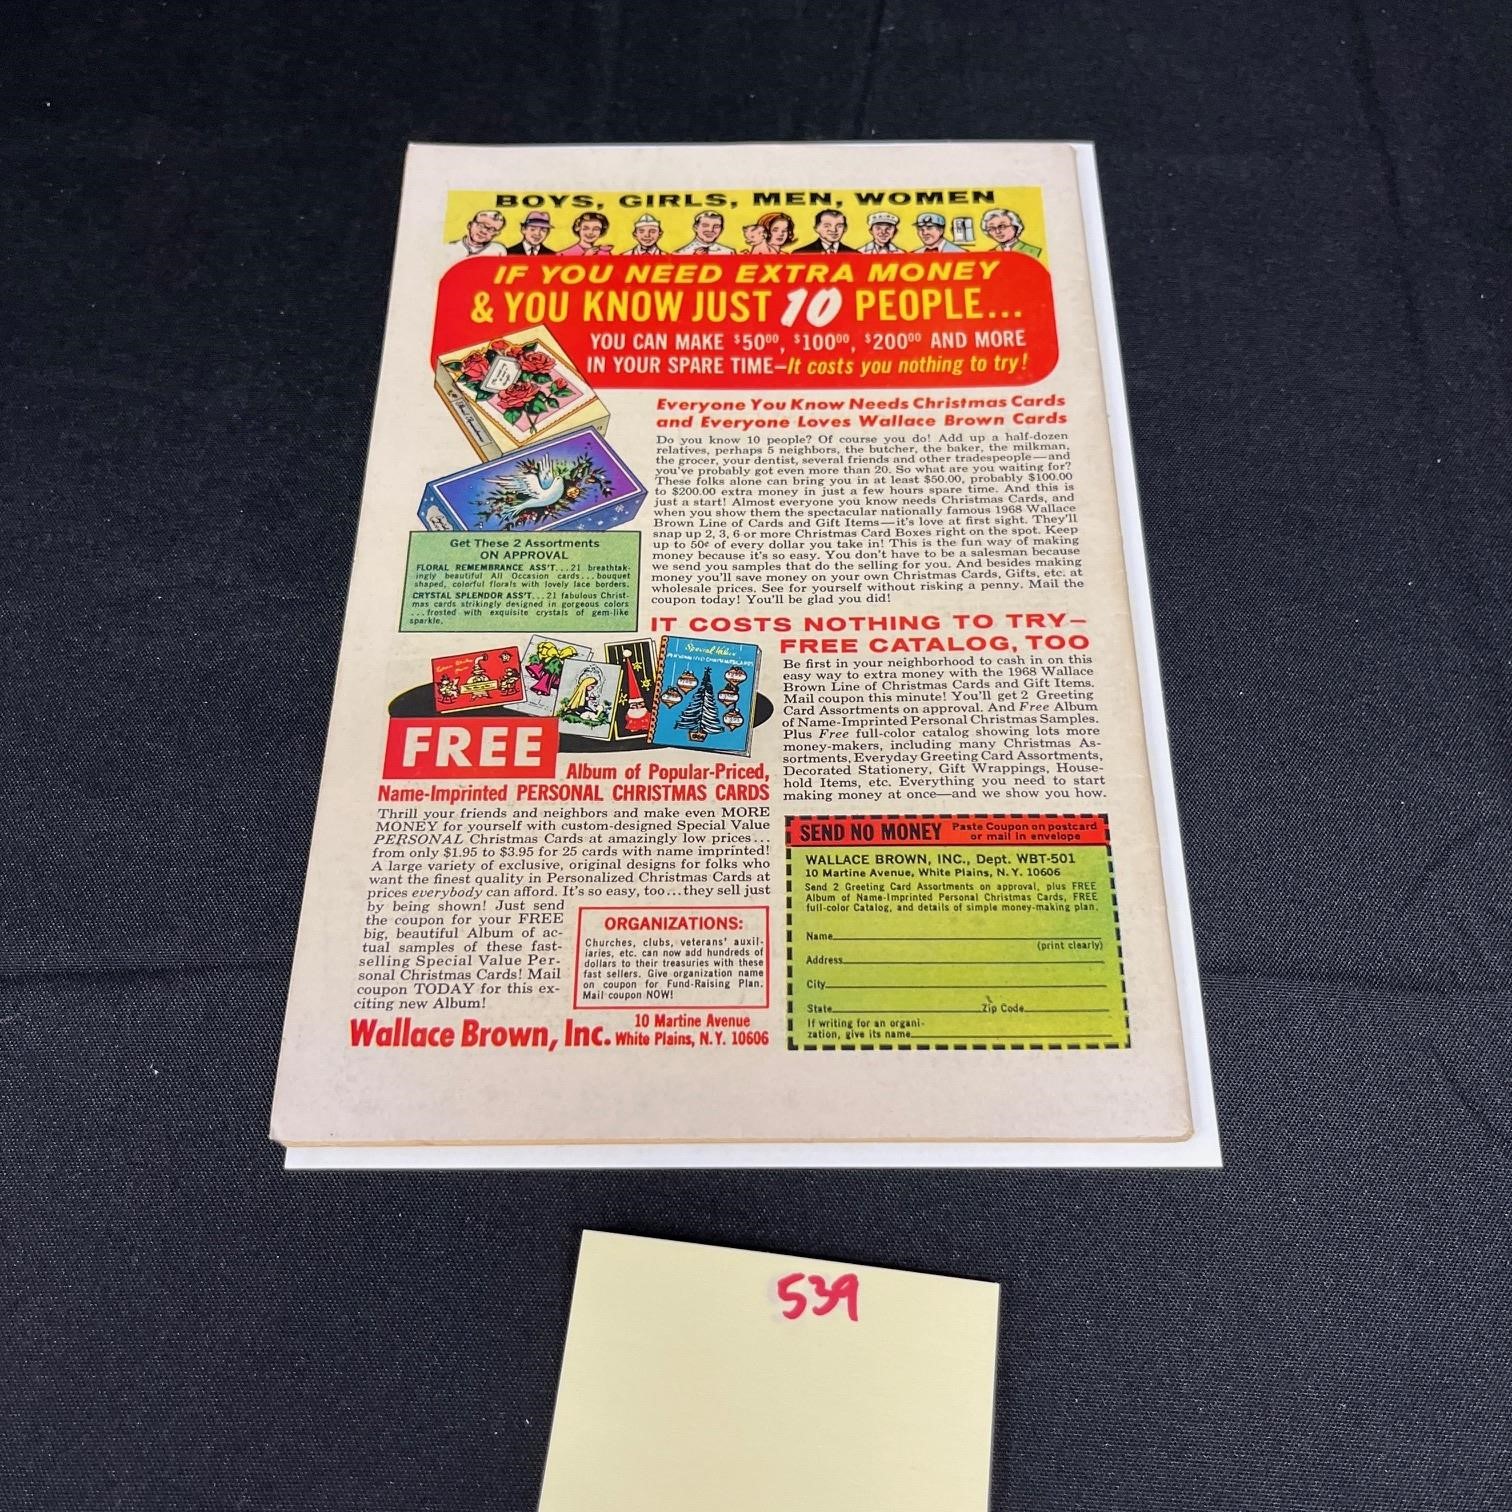 BOYS, GIRLS, MEN, WOMEN
IF YOU NEED EXTRA MONEY
& YOU KNOW JUST 10 PEOPLE...
YOU CAN MAKE $50⁰⁰, $100⁰⁰, $200⁰⁰ AND MORE
IN YOUR SPARE TIME—It costs you nothing to try!
Everyone You Know Needs Christmas Cards
and Everyone Loves Wallace Brown Cards
Do you know 10 people? Of course you do! Add up a half-dozen
relatives, perhaps 5 neighbors, the butcher, the baker, the milkman,
the grocer, your dentist, several friends and other tradespeople—and
you've probably got even more than 20. So what are you waiting for?
These folks alone can bring you in at least $50.00, probably $100.00
to $200.00 extra money in just a few hours spare time. And this is
just a start! Almost everyone you know needs Christmas Cards, and
when you show them the spectacular nationally famous 1968 Wallace
Brown Line of Cards and Gift Items—it's love at first sight. They'll
snap up 2, 3, 6 or more Christmas Card Boxes right on the spot. Keep
up to 50¢ of every dollar you take in! This is the fun way of making
money because it's so easy. You don't have to be a salesman because
we send you samples that do the selling for you. And besides making
money you'll save money on your own Christmas Cards, Gifts, etc. at
wholesale prices. See for yourself without risking a penny. Mail the
coupon today! You'll be glad you did!
Get These 2 Assortments
ON APPROVAL
FLORAL REMEMBRANCE ASS'T...21 breathtak-
ingly beautiful All Occasion cards...bouquet
shaped, colorful florals with lovely lace borders.
CRYSTAL SPLENDOR ASS'T...21 fabulous Christ-
mas cards strikingly designed in gorgeous colors
...frosted with exquisite crystals of gem-like
sparkle.
IT COSTS NOTHING TO TRY—
FREE CATALOG, TOO
Be first in your neighborhood to cash in on this
easy way to extra money with the 1968 Wallace
Brown Line of Christmas Cards and Gift Items.
Mail coupon this minute! You'll get 2 Greeting
Card Assortments on approval. And Free Album
of Name-Imprinted Personal Christmas Samples.
Plus Free full-color catalog showing lots more
money-makers, including many Christmas As-
sortments, Everyday Greeting Card Assortments,
Decorated Stationery, Gift Wrappings, House-
hold Items, etc. Everything you need to start
making money at once—and we show you how.
Special Value
FREE
Album of Popular-Priced,
Name-Imprinted PERSONAL CHRISTMAS CARDS
Thrill your friends and neighbors and make even MORE
MONEY for yourself with custom-designed Special Value
PERSONAL Christmas Cards at amazingly low prices...
from only $1.95 to $3.95 for 25 cards with name imprinted!
A large variety of exclusive, original designs for folks who
want the finest quality in Personalized Christmas Cards at
prices everybody can afford. It's so easy, too...they sell just
by being shown! Just send
the coupon for your FREE
big, beautiful Album of ac-
tual samples of these fast-
selling Special Value Per-
sonal Christmas Cards! Mail
coupon TODAY for this ex-
citing new Album!
ORGANIZATIONS:
Churches, clubs, veterans' auxil-
iaries, etc. can now add hundreds of
dollars to their treasuries with these
fast sellers. Give organization name
on coupon for Fund-Raising Plan.
Mail coupon NOW!
Wallace Brown, Inc. 10 Martine Avenue
White Plains, N.Y. 10606
SEND NO MONEY Paste Coupon on postcard
or mail in envelope
WALLACE BROWN, INC., Dept. WBT-501
10 Martine Avenue, White Plains, N.Y. 10606
Send 2 Greeting Card Assortments on approval, plus FREE
Album of Name-Imprinted Personal Christmas Cards, FREE
full-color Catalog, and details of simple money-making plan.
Name
(print clearly)
Address
City
State Zip Code
If writing for an organi-
zation, give its name
539